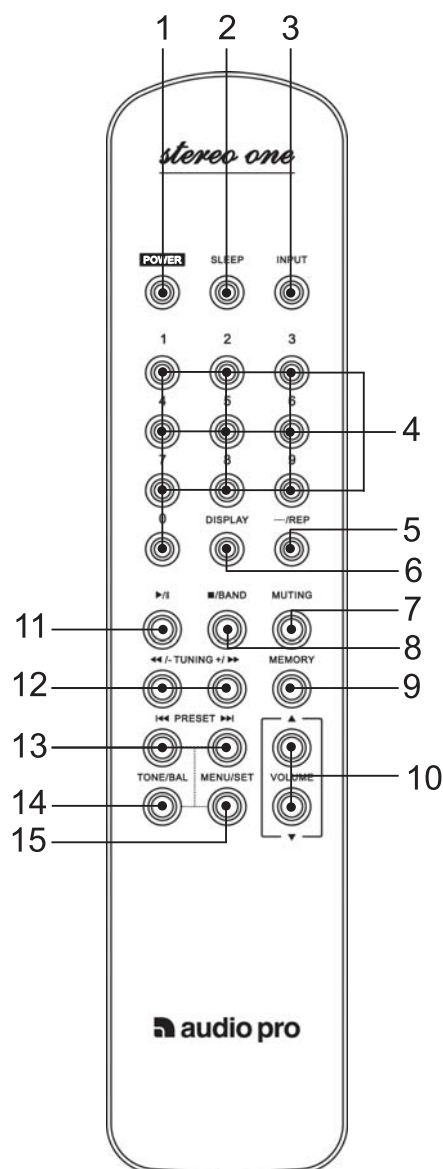 1 2 3
stereo one
POWER SLEEP INPUT
1 2 3
4 5 6
4
7 8 9
0 DISPLAY —/REP
5
6
▶/‖ ■/BAND MUTING
11
7
8
◀◀ /- TUNING +/ ▶▶ MEMORY
12
9
I◀◀ PRESET ▶▶I ▲
13
TONE/BAL MENU/SET VOLUME
10
14
15
▼
audio pro